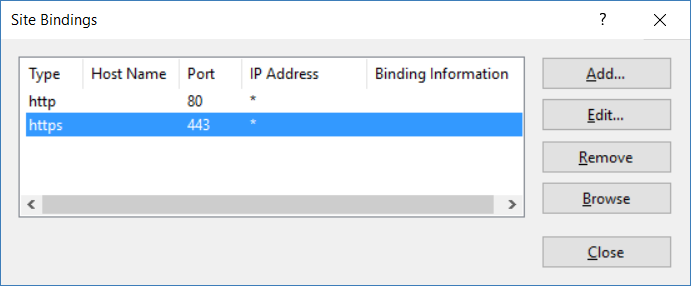 Site Bindings
Type Host Name Port IP Address Binding Information
http 80 *
https 443 *
Add...
Edit...
Remove
Browse
Close